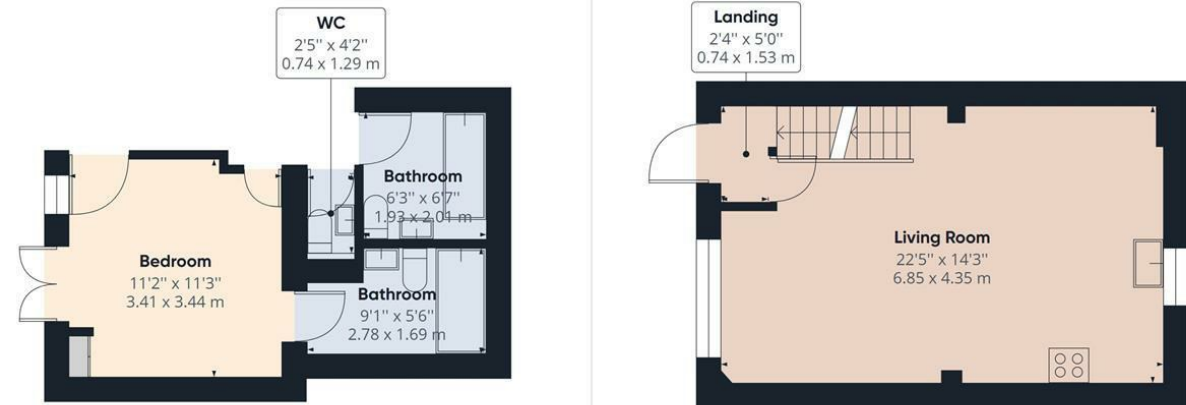 WC
2'5" x 4'2"
0.74 x 1.29 m
Bathroom
6'3" x 6'7"
1.93 x 2.01 m
Bedroom
11'2" x 11'3"
3.41 x 3.44 m
Bathroom
9'1" x 5'6"
2.78 x 1.69 m
Landing
2'4" x 5'0"
0.74 x 1.53 m
Living Room
22'5" x 14'3"
6.85 x 4.35 m